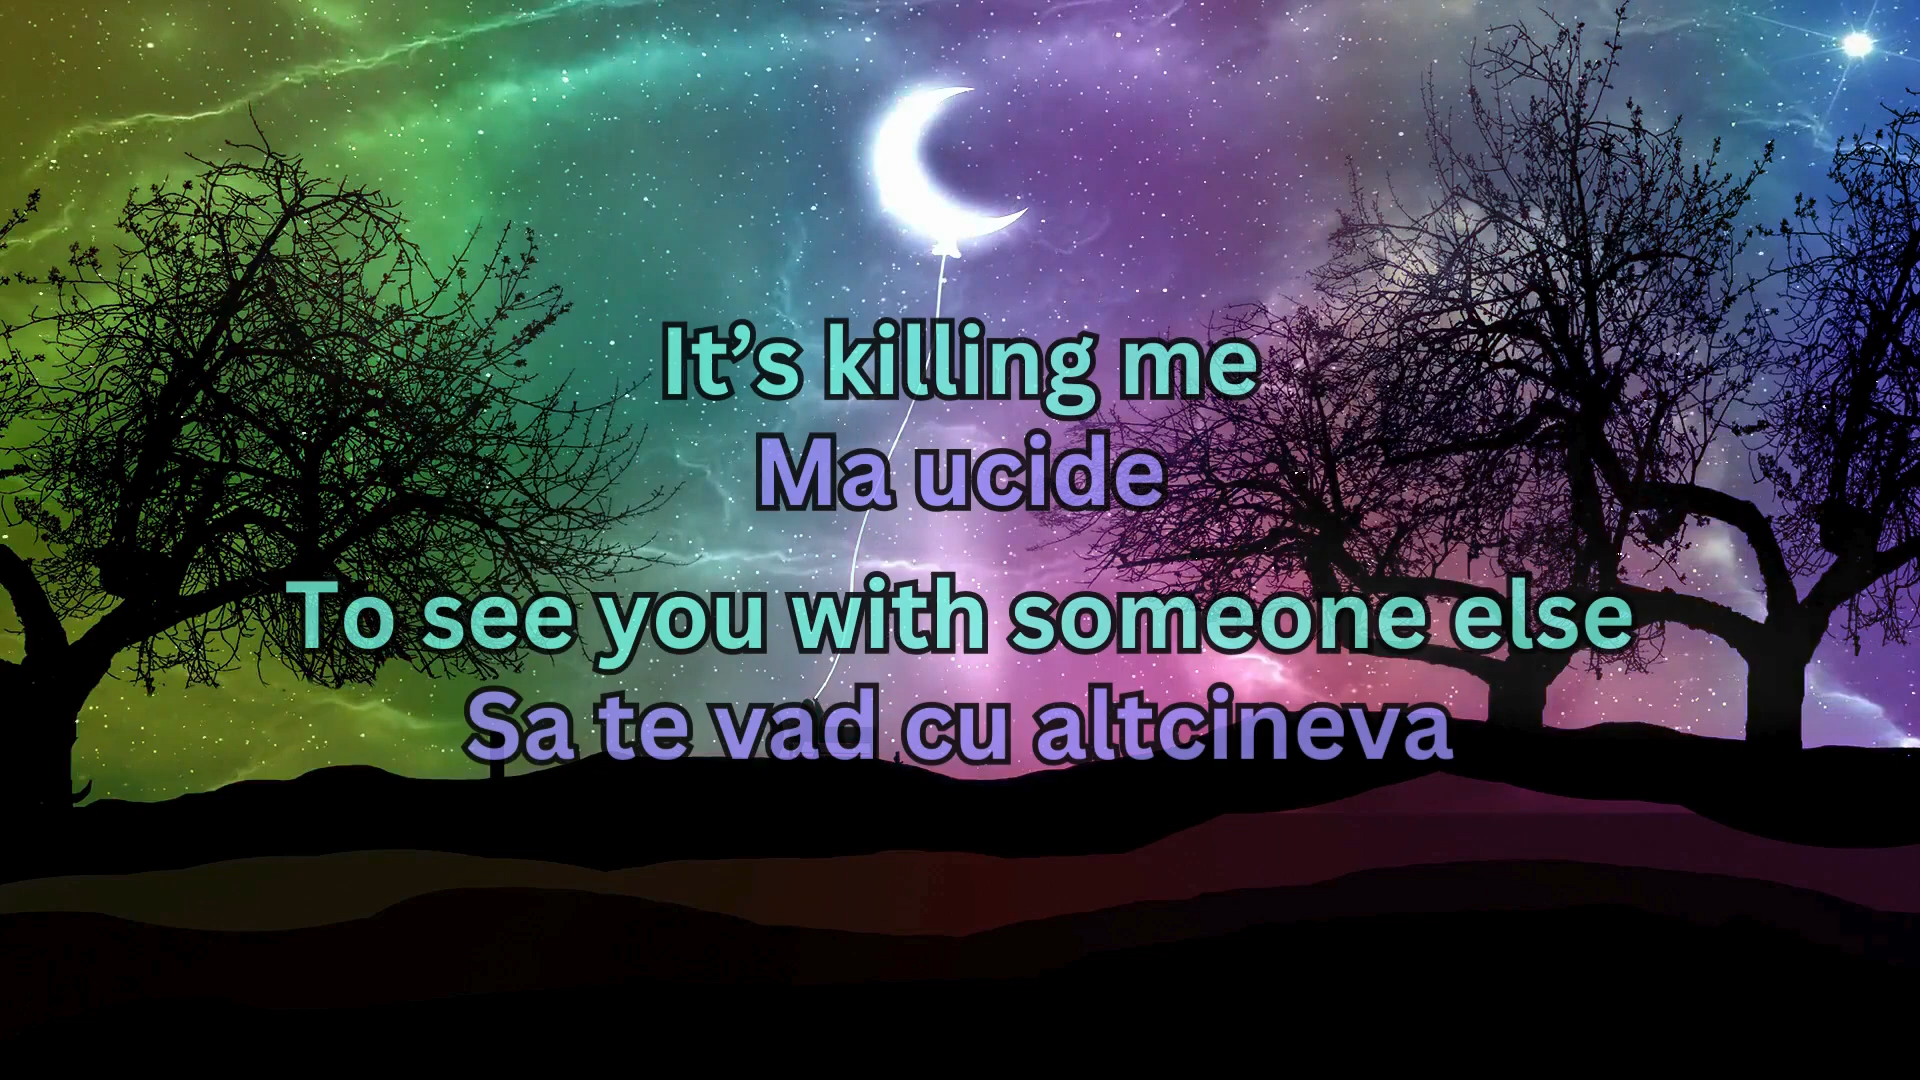 It’s killing me
Ma ucide
To see you with someone else
Sa te vad cu altcineva